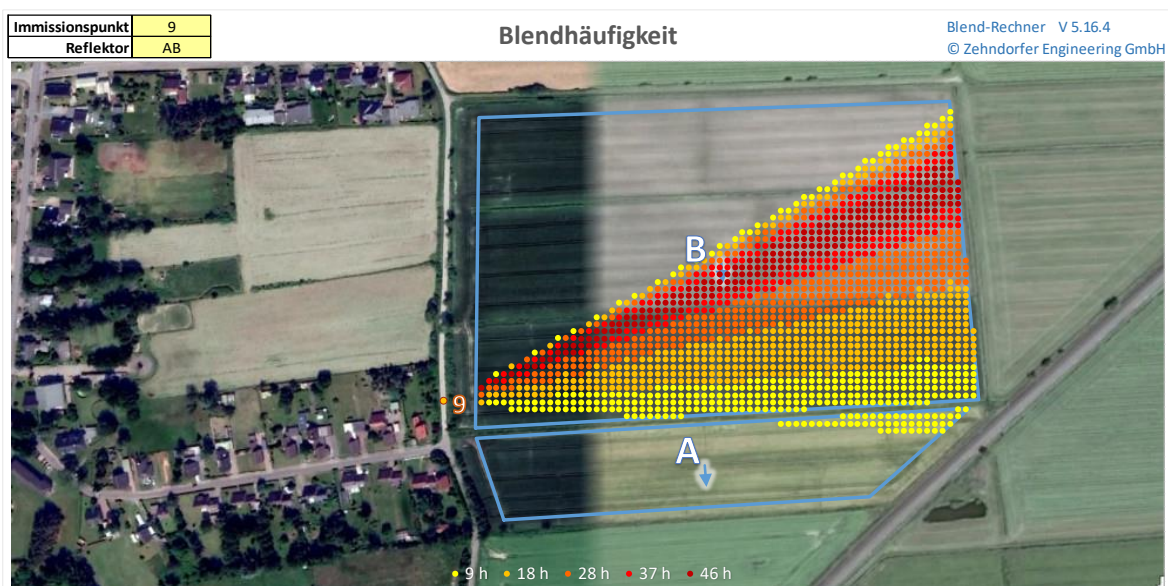 Immissionspunkt 9
Reflektor AB
Blendhäufigkeit
Blend-Rechner V 5.16.4
© Zehndorfer Engineering GmbH
B
9
A
9 h 18 h 28 h 37 h 46 h